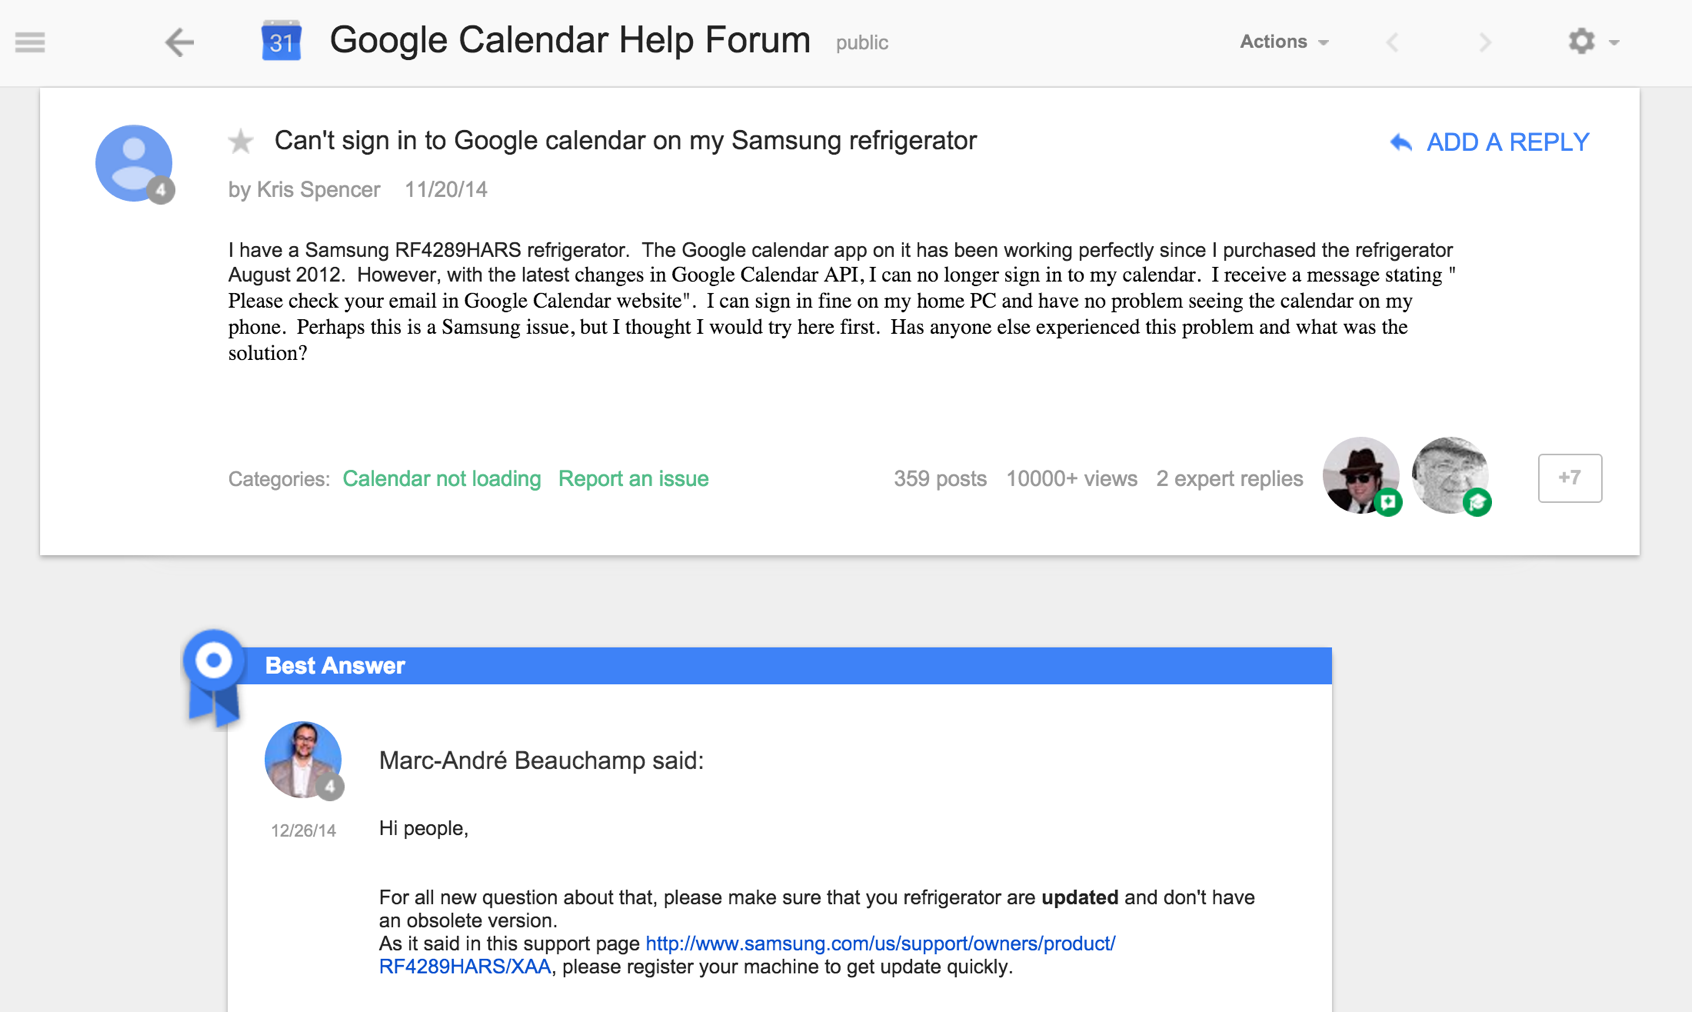 31 Google Calendar Help Forum public Actions
Can't sign in to Google calendar on my Samsung refrigerator
ADD A REPLY
4
by Kris Spencer 11/20/14
I have a Samsung RF4289HARS refrigerator.  The Google calendar app on it has been working perfectly since I purchased the refrigerator
August 2012.  However, with the latest changes in Google Calendar API, I can no longer sign in to my calendar.  I receive a message stating "
Please check your email in Google Calendar website".  I can sign in fine on my home PC and have no problem seeing the calendar on my
phone.  Perhaps this is a Samsung issue, but I thought I would try here first.  Has anyone else experienced this problem and what was the
solution?
Categories: Calendar not loading Report an issue 359 posts 10000+ views 2 expert replies +7
Best Answer
Marc-André Beauchamp said:
4
12/26/14
Hi people,
For all new question about that, please make sure that you refrigerator are updated and don't have
an obsolete version.
As it said in this support page http://www.samsung.com/us/support/owners/product/
RF4289HARS/XAA, please register your machine to get update quickly.